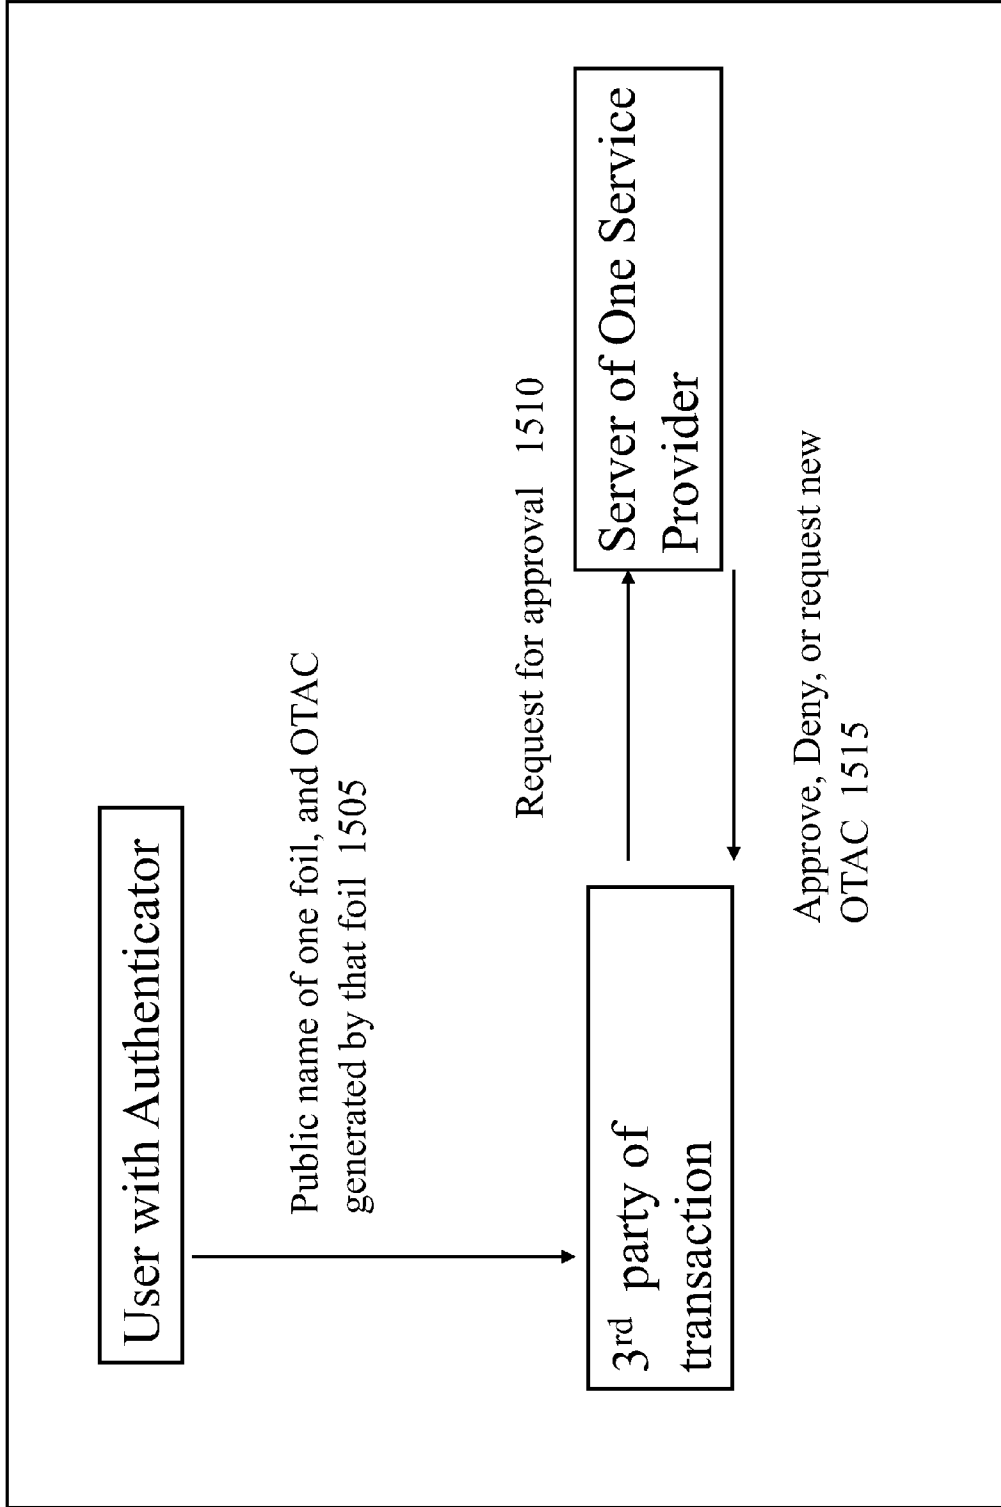 User with Authenticator
Public name of one foil, and OTAC
generated by that foil 1505
Request for approval 1510
3rd party of
transaction
Server of One Service
Provider
Approve, Deny, or request new
OTAC 1515